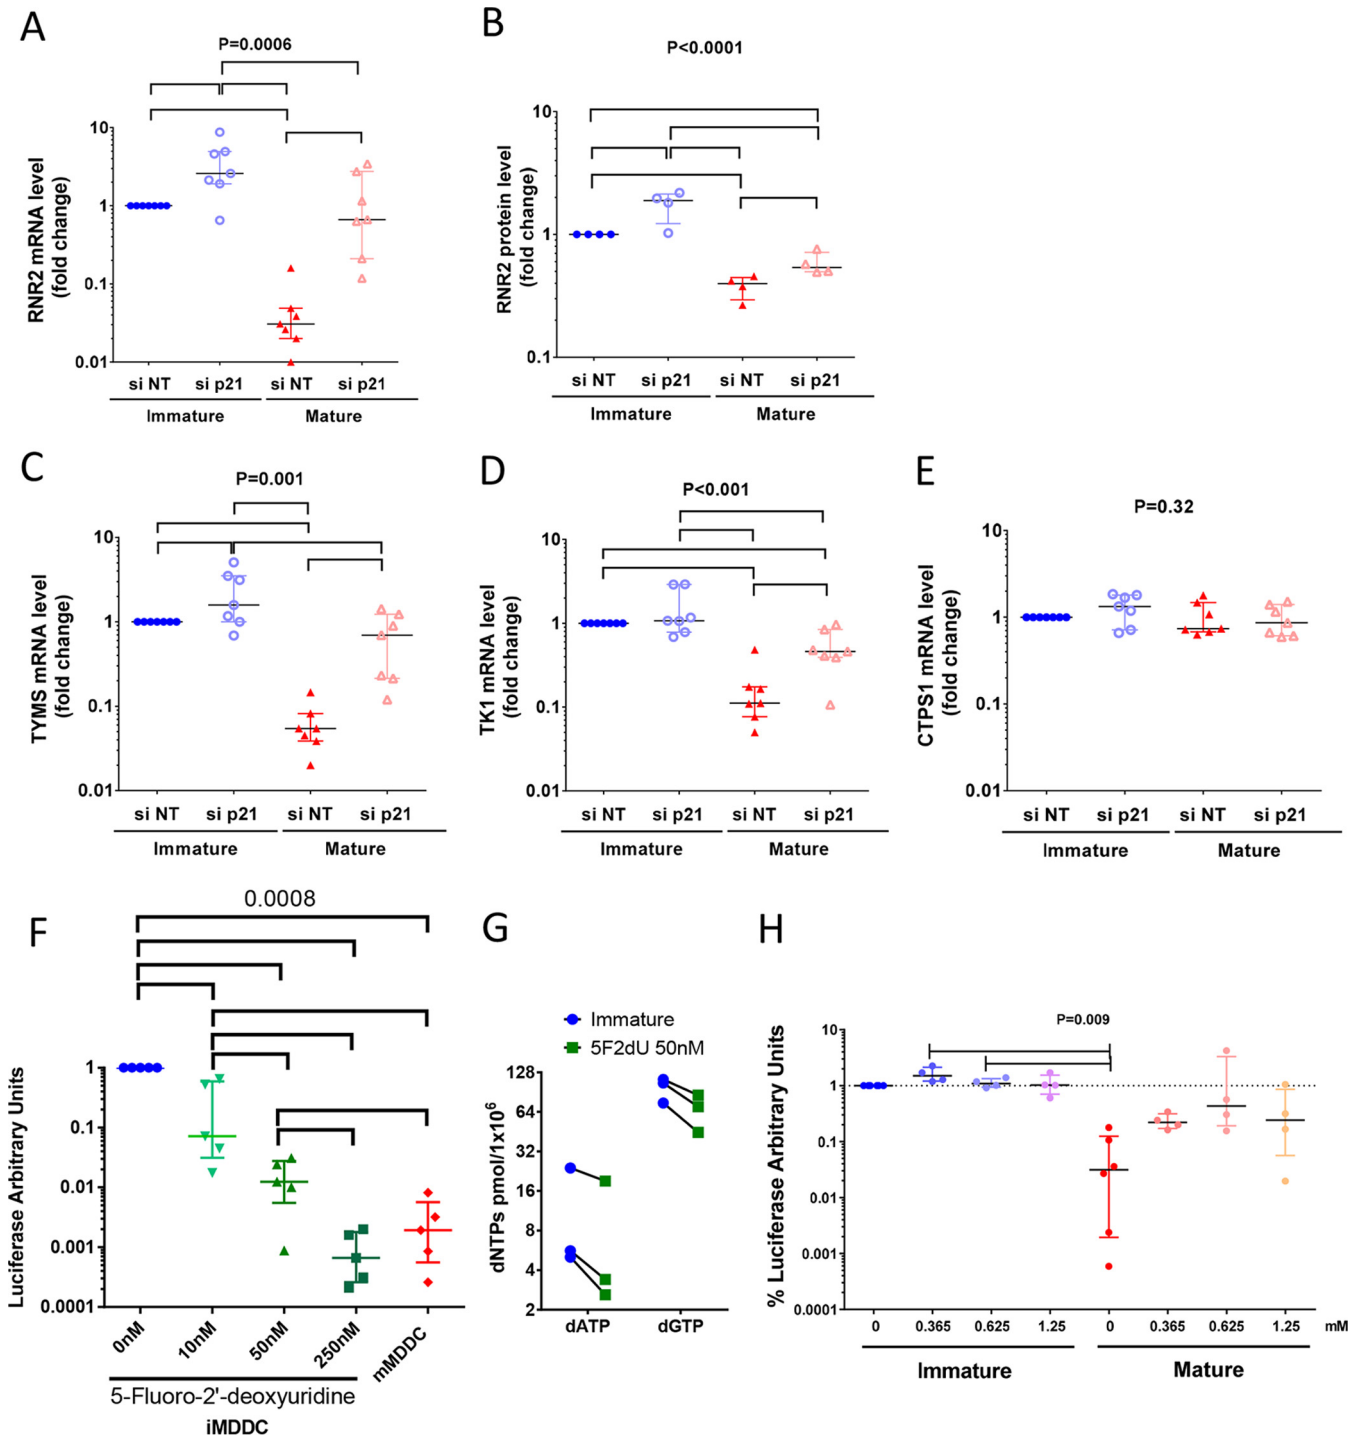 A
P=0.0006
RNR2 mRNA level
(fold change)
10
1
0.1
0.01
si NT si p21 si NT si p21
Immature Mature
B
P<0.0001
RNR2 protein level
(fold change)
10
1
0.1
si NT si p21 si NT si p21
Immature Mature
C
P=0.001
TYMS mRNA level
(fold change)
10
1
0.1
0.01
si NT si p21 si NT si p21
Immature Mature
D
P<0.001
TK1 mRNA level
(fold change)
10
1
0.1
0.01
si NT si p21 si NT si p21
Immature Mature
E
P=0.32
CTPS1 mRNA level
(fold change)
10
1
0.1
0.01
si NT si p21 si NT si p21
Immature Mature
F
0.0008
Luciferase Arbitrary Units
1
0.1
0.01
0.001
0.0001
0nM 10nM 50nM 250nM mMDDC
5-Fluoro-2'-deoxyuridine
iMDDC
G
Immature
5F2dU 50nM
dNTPs pmol/1x10⁶
128
64
32
16
8
4
2
dATP dGTP
H
P=0.009
% Luciferase Arbitrary Units
10
1
0.1
0.01
0.001
0.0001
0 0.365 0.625 1.25 0 0.365 0.625 1.25 mM
Immature Mature